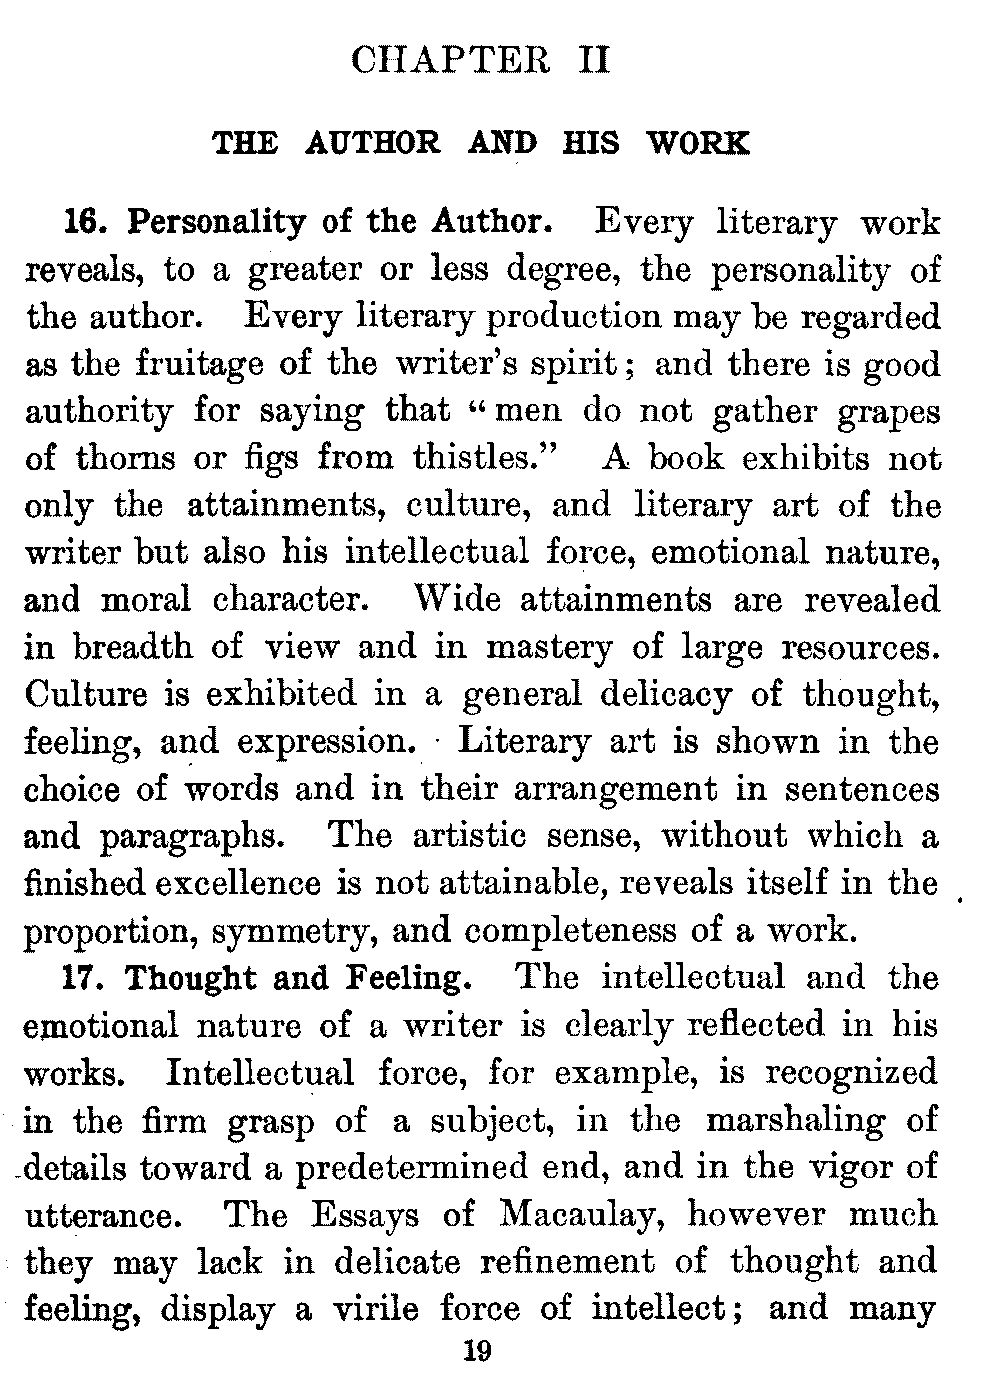 CHAPTER II
THE AUTHOR AND HIS WORK
16. Personality of the Author. Every literary work
reveals, to a greater or less degree, the personality of
the author. Every literary production may be regarded
as the fruitage of the writer's spirit; and there is good
authority for saying that "men do not gather grapes
of thorns or figs from thistles." A book exhibits not
only the attainments, culture, and literary art of the
writer but also his intellectual force, emotional nature,
and moral character. Wide attainments are revealed
in breadth of view and in mastery of large resources.
Culture is exhibited in a general delicacy of thought,
feeling, and expression. Literary art is shown in the
choice of words and in their arrangement in sentences
and paragraphs. The artistic sense, without which a
finished excellence is not attainable, reveals itself in the
proportion, symmetry, and completeness of a work.
17. Thought and Feeling. The intellectual and the
emotional nature of a writer is clearly reflected in his
works. Intellectual force, for example, is recognized
in the firm grasp of a subject, in the marshaling of
details toward a predetermined end, and in the vigor of
utterance. The Essays of Macaulay, however much
they may lack in delicate refinement of thought and
feeling, display a virile force of intellect; and many
19